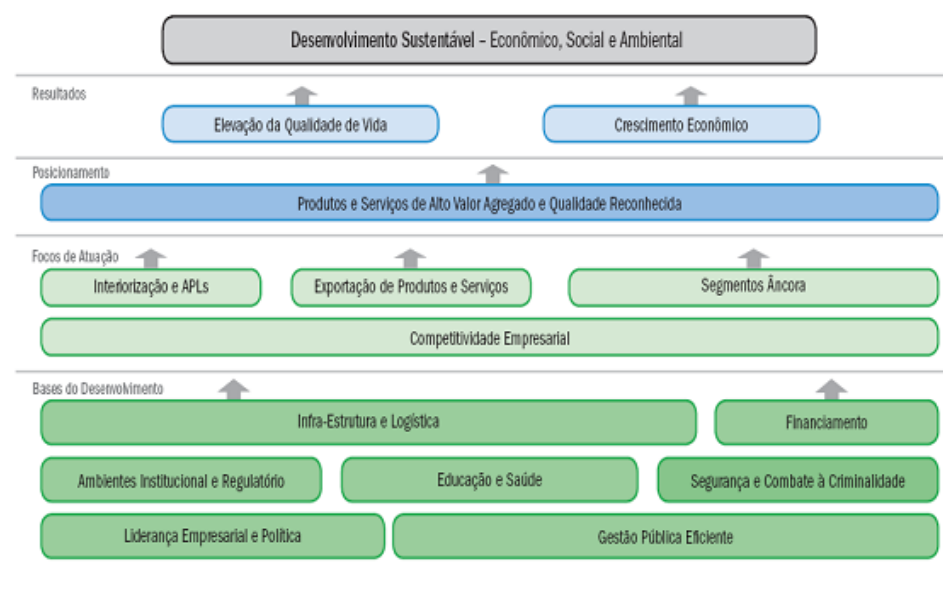 Desenvolvimento Sustentável – Econômico, Social e Ambiental
Resultados
Elevação da Qualidade de Vida
Crescimento Econômico
Posicionamento
Produtos e Serviços de Alto Valor Agregado e Qualidade Reconhecida
Focos de Atuação
Interiorização e APLs
Exportação de Produtos e Serviços
Segmentos Âncora
Competitividade Empresarial
Bases do Desenvolvimento
Infra-Estrutura e Logística
Financiamento
Ambientes Institucional e Regulatório
Educação e Saúde
Segurança e Combate à Criminalidade
Liderança Empresarial e Política
Gestão Pública Eficiente